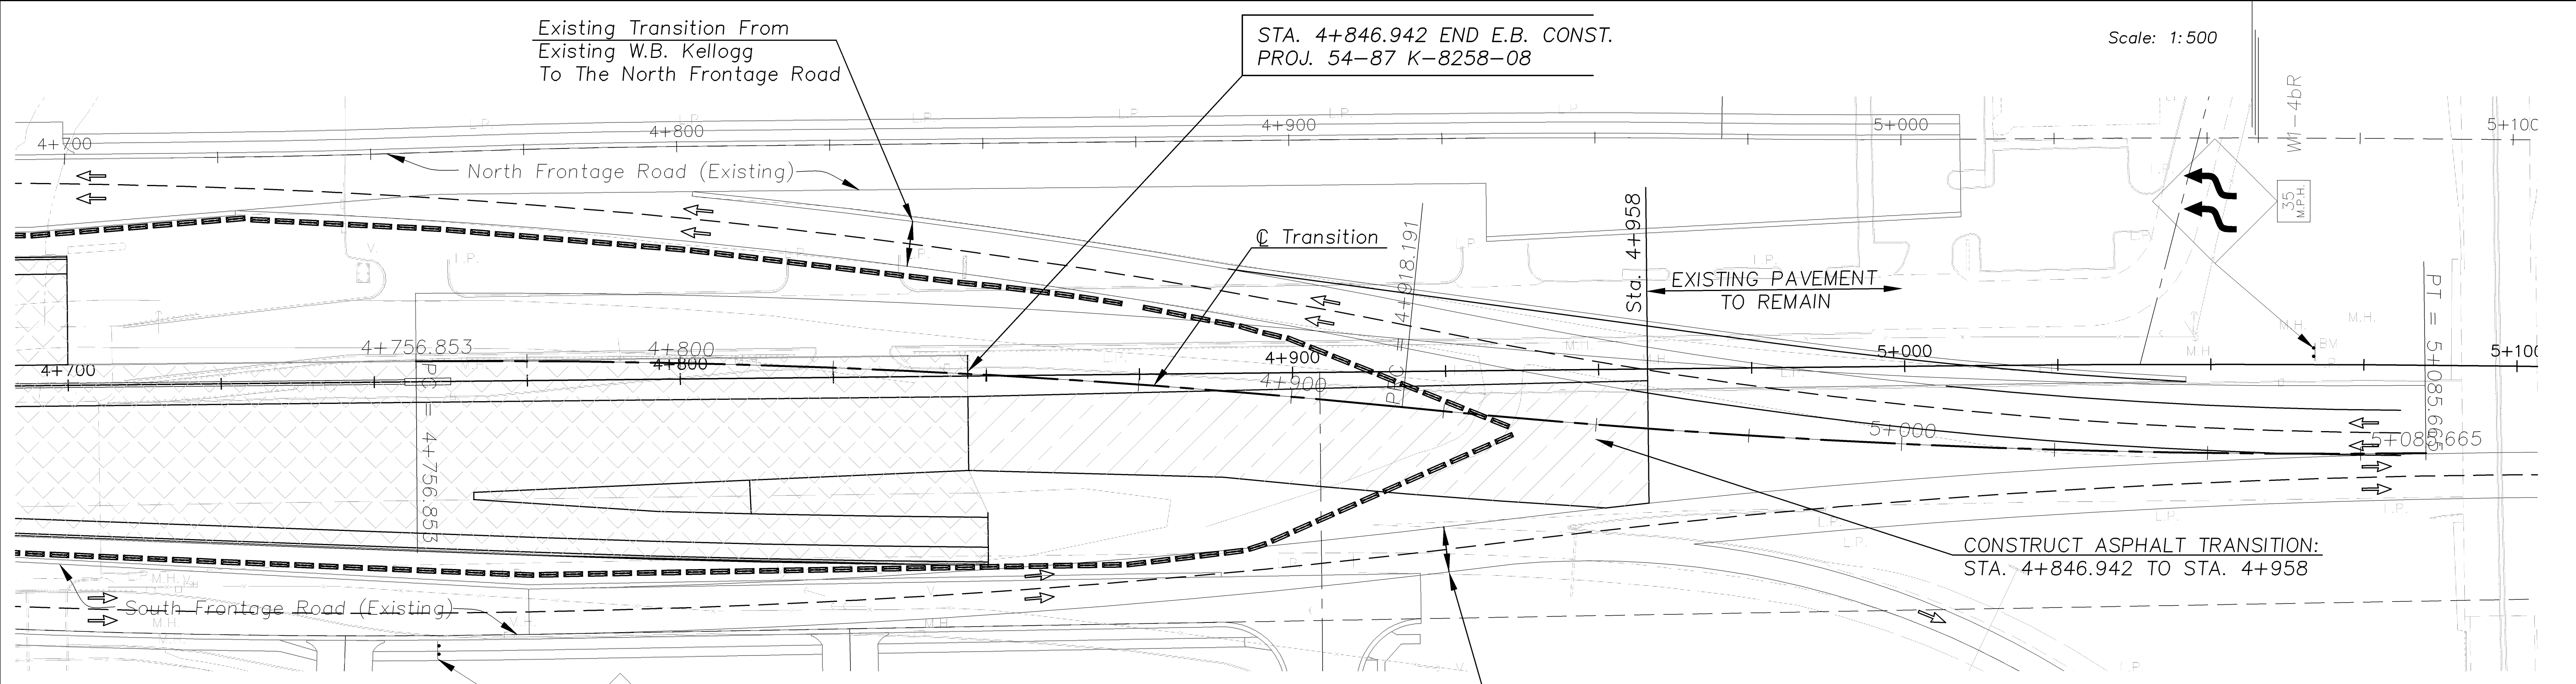 Existing Transition From
Existing W.B. Kellogg
To The North Frontage Road
STA. 4+846.942 END E.B. CONST.
PROJ. 54-87 K-8258-08
Scale: 1:500
W1-4bR
35
M.P.H.
L.P.
L.P.
L.P.
L.P.
L.P.
L.P.
4+700
4+800
4+900
5+000
5+100
North Frontage Road (Existing)
℄ Transition
Sta. 4+958
EXISTING PAVEMENT
TO REMAIN
PRC = 4+918.191
PT = 5+085.665
V.
L.P.
L.P.
L.P.
L.P.
L.P.
L.P.
M.H.
M.H.
BV
L.P.
M.H.
M.H.
M.H.
4+756.853
4+800
4+700
4+800
4+900
4+900
5+000
5+100
PC = 4+756.853
5+000
5+085.665
L.P.
L.P.
L.P.
L.P.
L.P.
CONSTRUCT ASPHALT TRANSITION:
STA. 4+846.942 TO STA. 4+958
L.P.
M.H.
V.
V.
South Frontage Road (Existing)
M.H.
M.H.
V.
L.P.